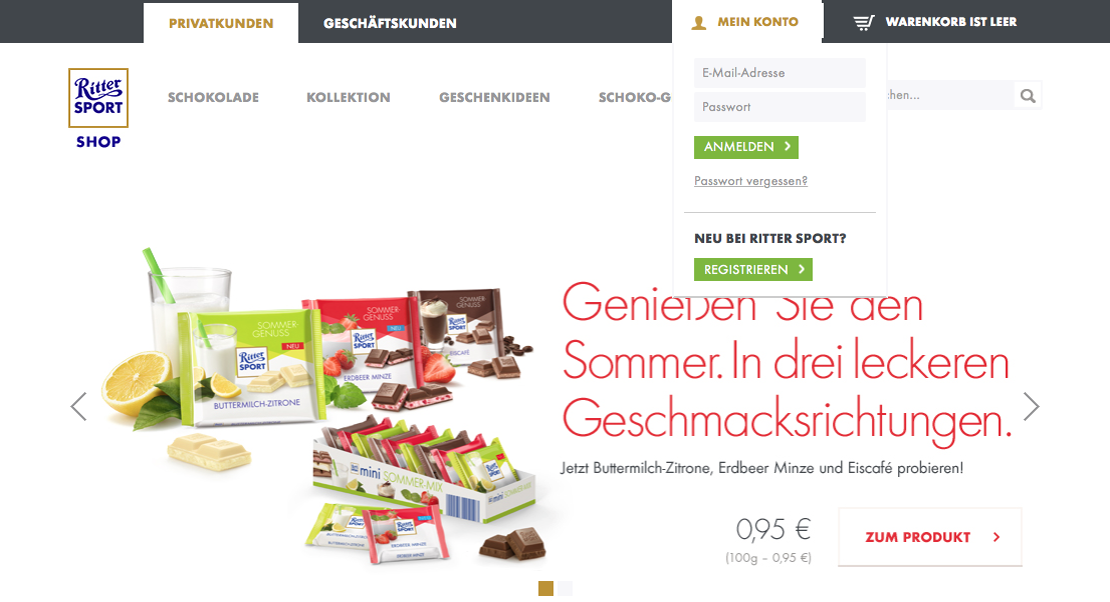 PRIVATKUNDEN
GESCHÄFTSKUNDEN
MEIN KONTO
WARENKORB IST LEER
Ritter
SPORT
SHOP
SCHOKOLADE
KOLLEKTION
GESCHENKIDEEN
SCHOKO-G
chen...
E-Mail-Adresse
Passwort
ANMELDEN
Passwort vergessen?
NEU BEI RITTER SPORT?
REGISTRIEREN
SOMMER-
GENUSS
NEU
Ritter
SPORT
BUTTERMILCH-ZITRONE
SOMMER-
GENUSS
NEU
Ritter
SPORT
ERDBEER MINZE
SOMMER-
GENUSS
Ritter
SPORT
EISCAFÉ
mini SOMMER-MIX
Ritter
SPORT
ERDBEER MINZE
Genießen Sie den
Sommer. In drei leckeren
Geschmacksrichtungen.
Jetzt Buttermilch-Zitrone, Erdbeer Minze und Eiscafé probieren!
0,95 €
(100g – 0,95 €)
ZUM PRODUKT